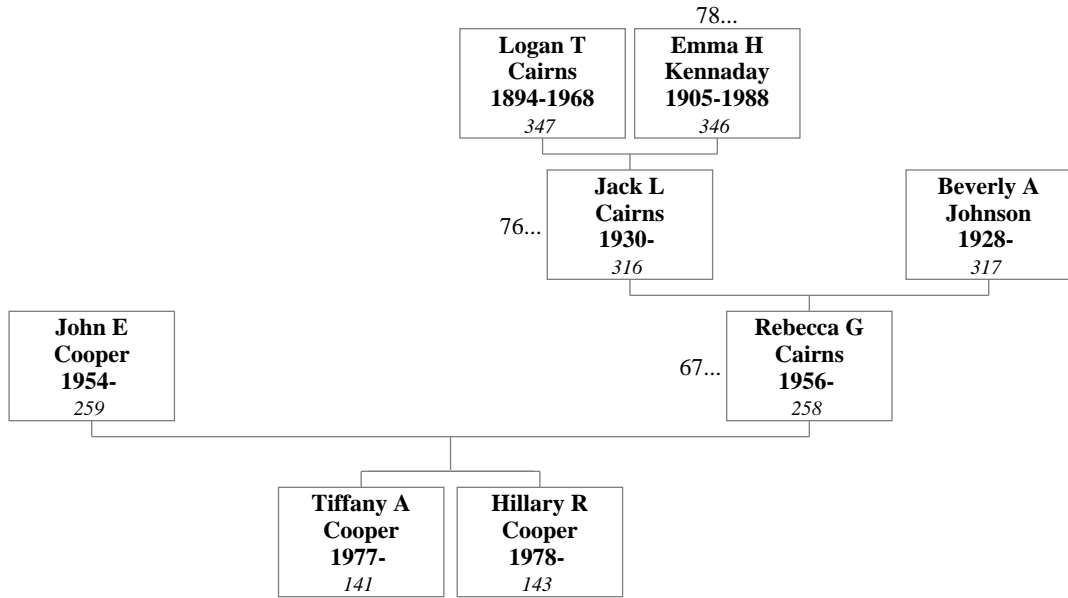 78...
Logan T
Cairns
1894-1968
347
Emma H
Kennaday
1905-1988
346
76...
Jack L
Cairns
1930-
316
Beverly A
Johnson
1928-
317
John E
Cooper
1954-
259
67...
Rebecca G
Cairns
1956-
258
Tiffany A
Cooper
1977-
141
Hillary R
Cooper
1978-
143